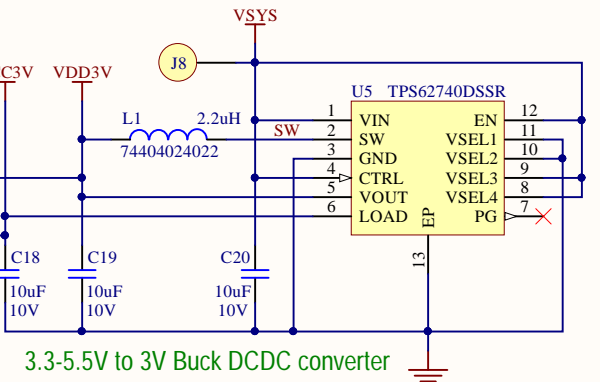 VSYS
J8
C3V
VDD3V
U5 TPS62740DSSR
L1 2.2uH
SW
74404024022
1 VIN EN 12
2 SW VSEL1 11
3 GND VSEL2 10
4 CTRL VSEL3 9
5 VOUT VSEL4 8
6 LOAD PG 7
EP
13
C18 C19 C20
10uF 10uF 10uF
10V 10V 10V
3.3-5.5V to 3V Buck DCDC converter